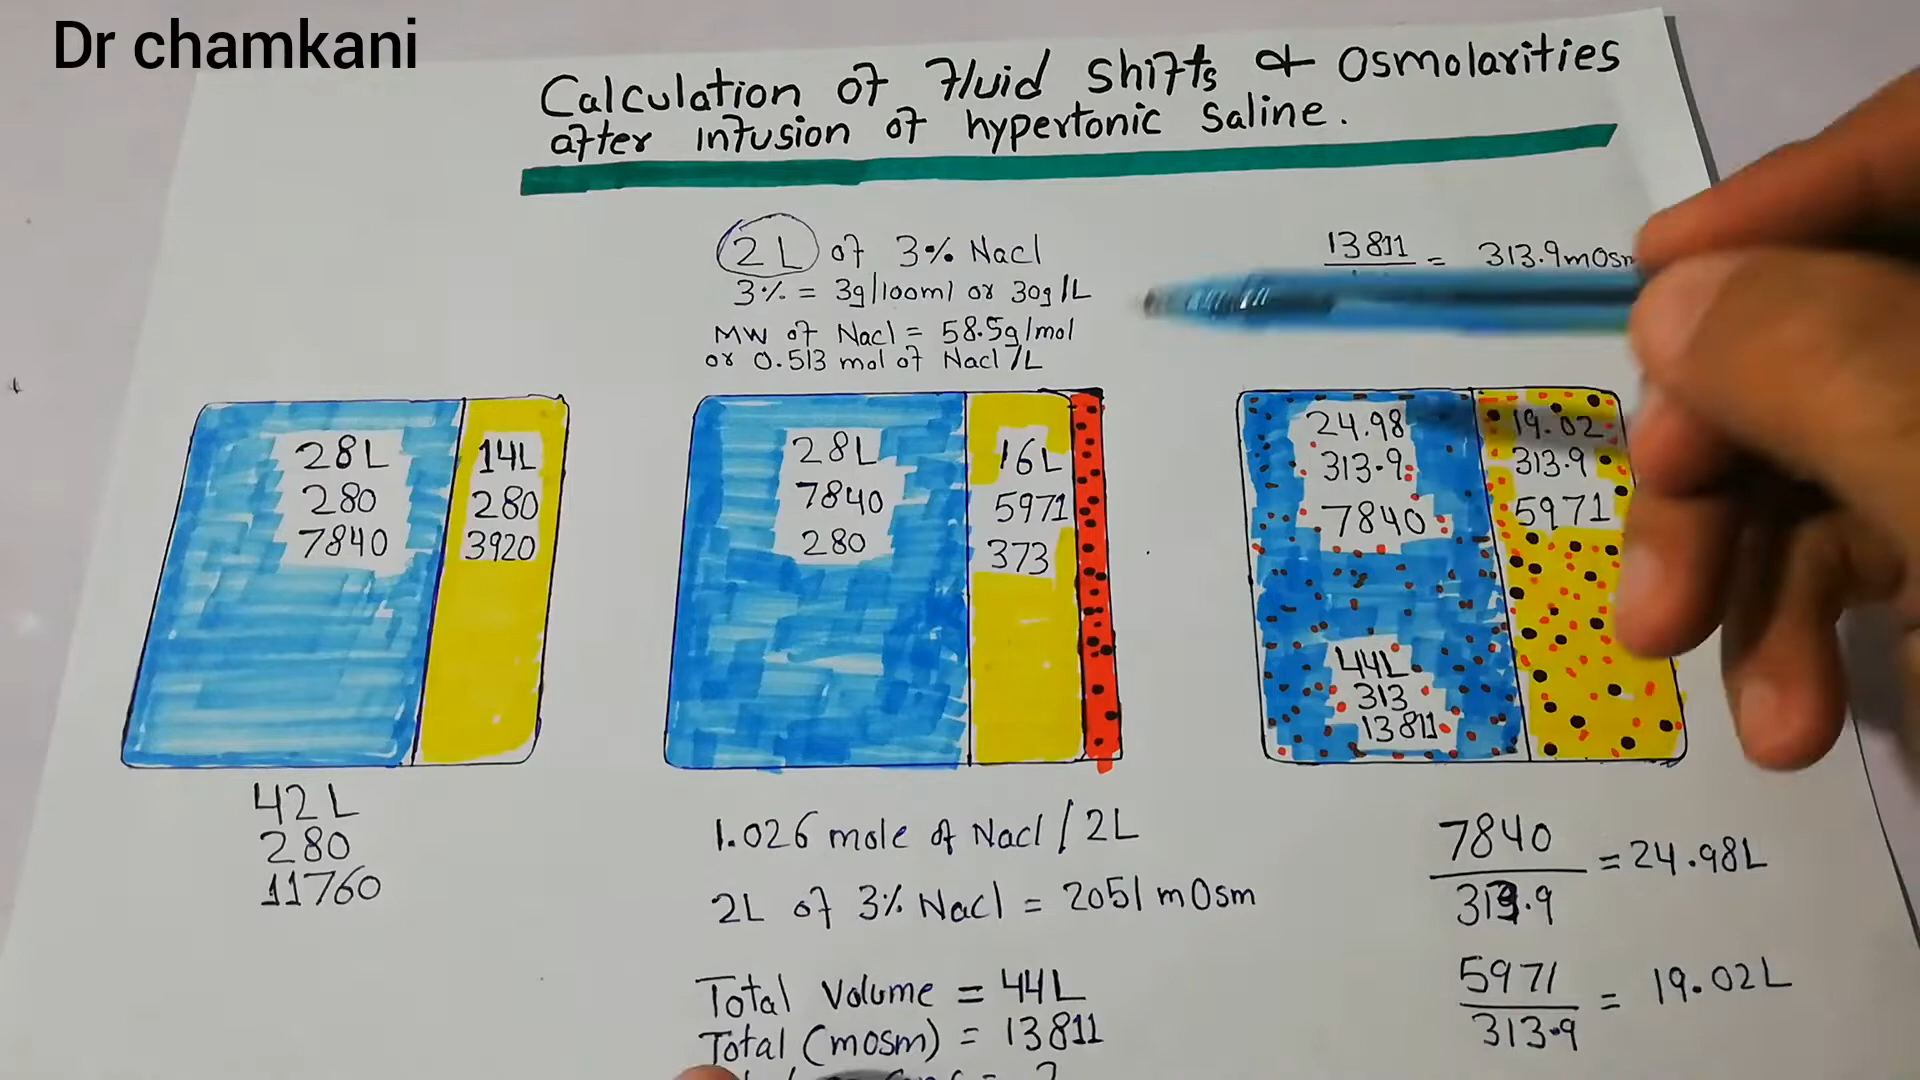 Dr chamkani
Calculation of Fluid Shifts & Osmolarities
after infusion of hypertonic Saline.
2L of 3% Nacl
3% = 3g/100ml or 30g/L
MW of Nacl = 58.5g/mol
or 0.513 mol of Nacl/L
13811 = 313.9mOsm
28L
280
7840
14L
280
3920
42L
280
11760
28L
7840
280
16L
5971
373
1.026 mole of Nacl/2L
2L of 3% Nacl = 2051 mOsm
Total Volume = 44L
Total (mosm) = 13811
24.98
313.9
7840
19.02
313.9
5971
44L
313
13811
7840
313.9
= 24.98L
5971
313.9
= 19.02L